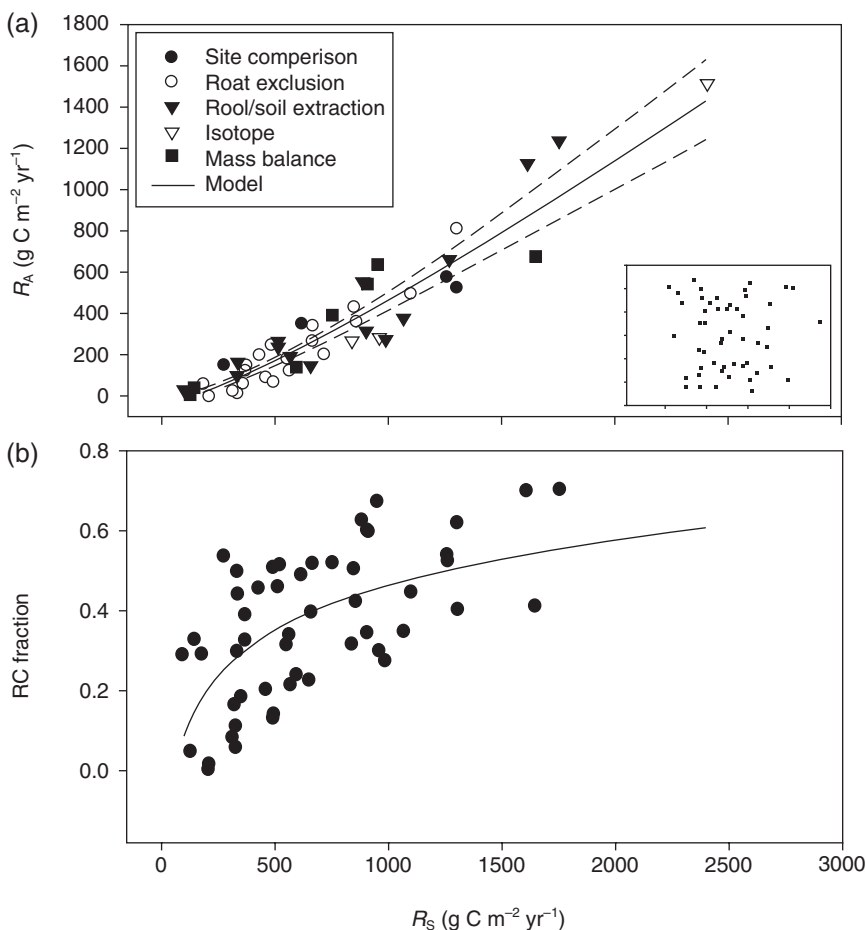 (a)
1800
1600
1400
1200
1000
800
600
400
200
0
R_A (g C m⁻² yr⁻¹)
Site comparison
Roat exclusion
Rool/soil extraction
Isotope
Mass balance
Model
(b)
0.8
0.6
0.4
0.2
0.0
RC fraction
0 500 1000 1500 2000 2500 3000
R_S (g C m⁻² yr⁻¹)